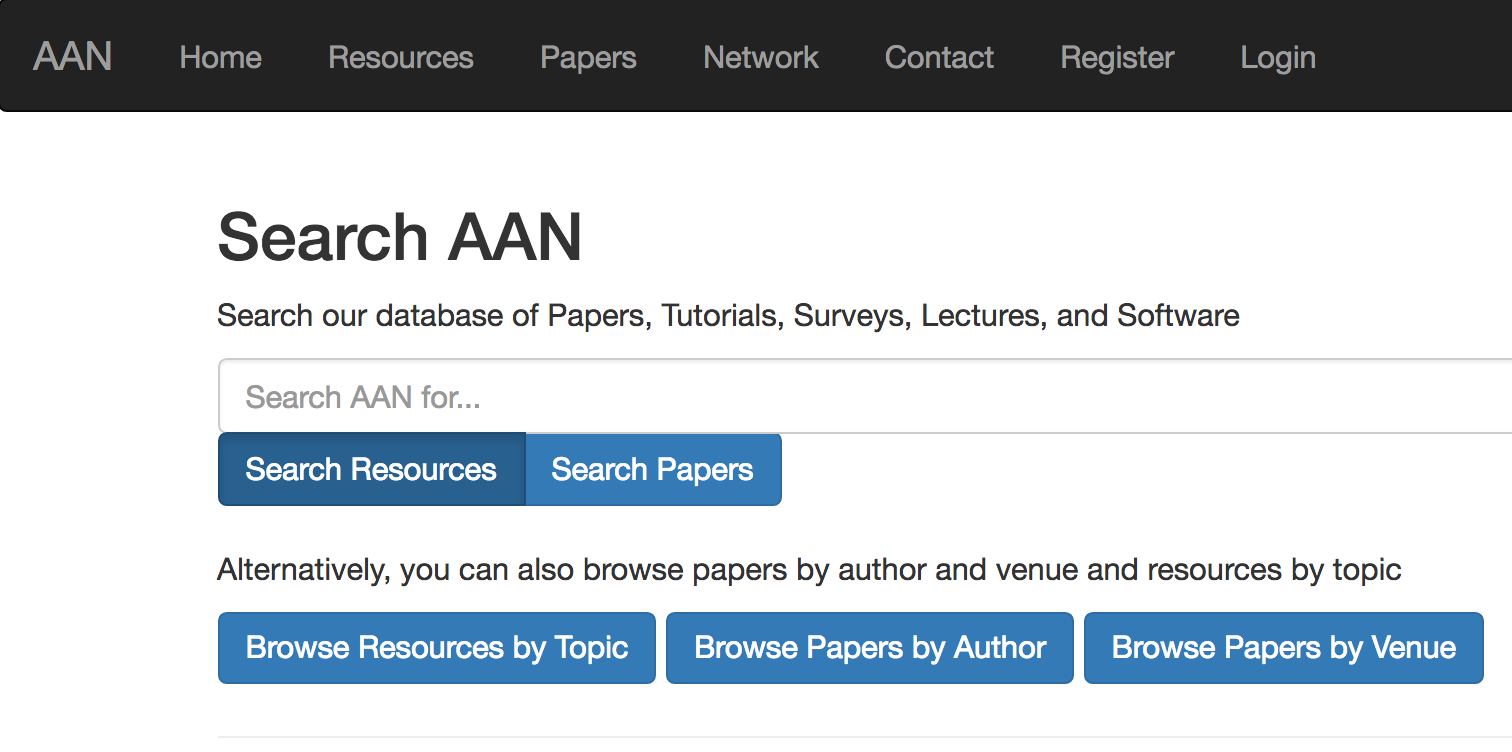 AAN Home Resources Papers Network Contact Register Login
Search AAN
Search our database of Papers, Tutorials, Surveys, Lectures, and Software
Search AAN for...
Search Resources Search Papers
Alternatively, you can also browse papers by author and venue and resources by topic
Browse Resources by Topic Browse Papers by Author Browse Papers by Venue